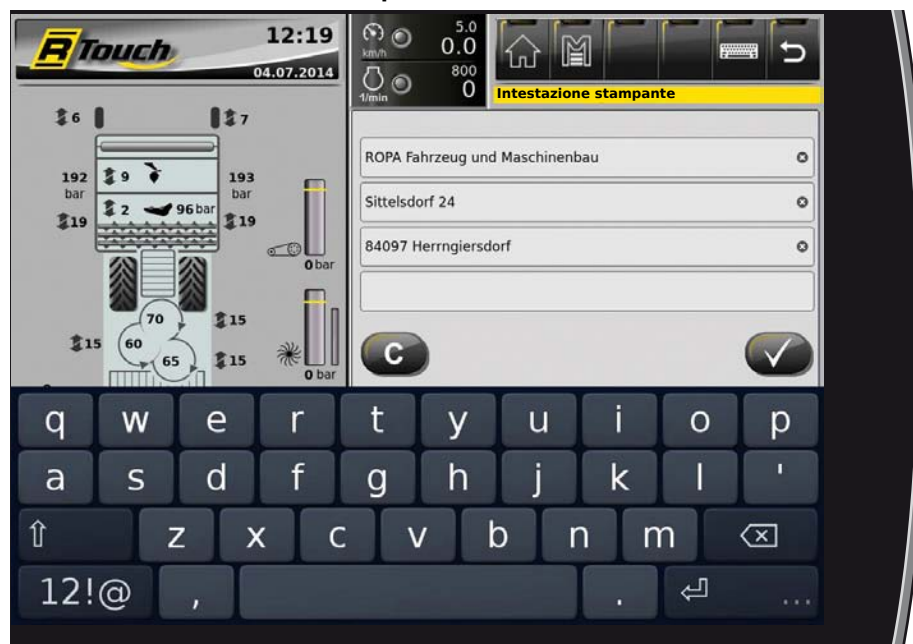 R Touch
12:19
04.07.2014
km/h
5.0
0.0
1/min
800
0
Intestazione stampante
6
7
192
bar
9
193
bar
2
96 bar
19
19
0 bar
70
60
65
15
15
15
0 bar
ROPA Fahrzeug und Maschinenbau
Sittelsdorf 24
84097 Herrngiersdorf
C
q w e r t y u i o p
a s d f g h j k l '
z x c v b n m
12!@ , . ...